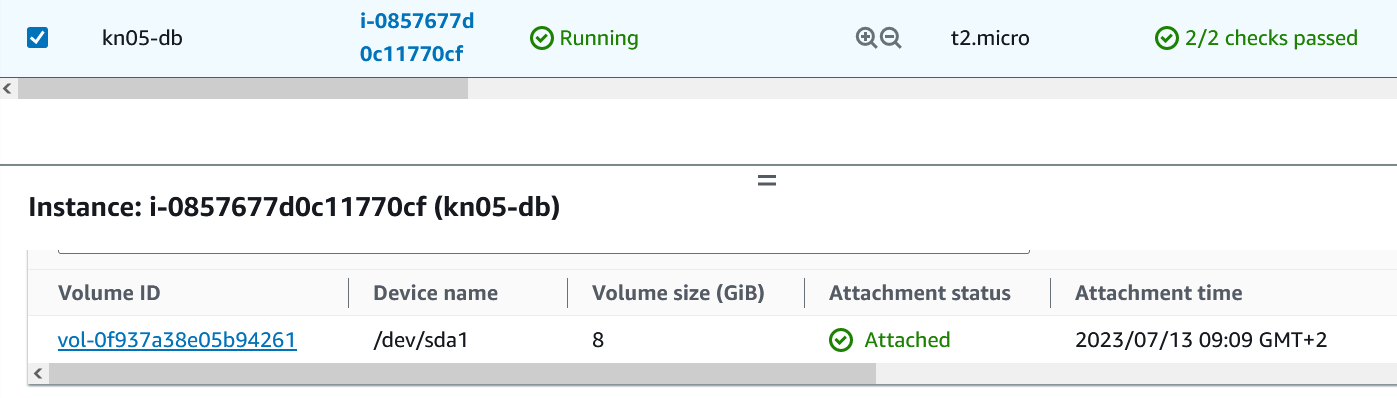 kn05-db i-0857677d0c11770cf Running t2.micro 2/2 checks passed
Instance: i-0857677d0c11770cf (kn05-db)
Volume ID Device name Volume size (GiB) Attachment status Attachment time
vol-0f937a38e05b94261 /dev/sda1 8 Attached 2023/07/13 09:09 GMT+2